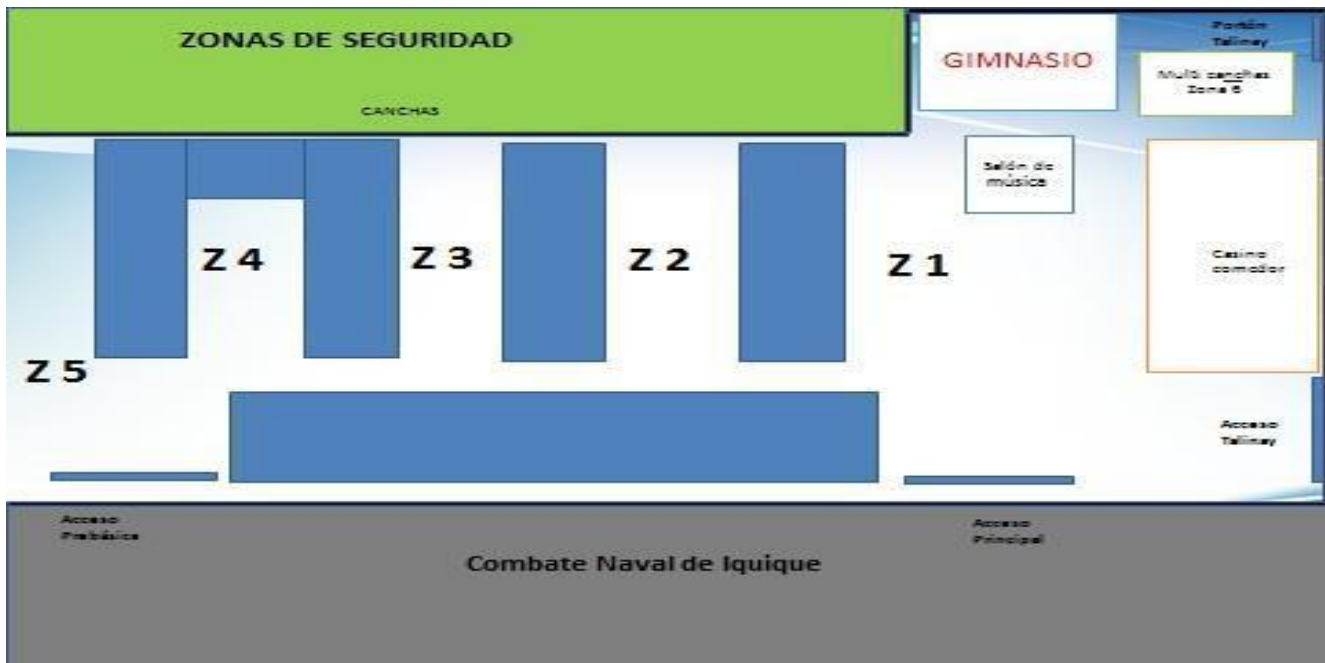 ZONAS DE SEGURIDAD
CANCHAS
GIMNASIO
Portón
Talinay
Multi canchas
Zona 6
Salón de
música
Casino
comedor
Z 4
Z 3
Z 2
Z 1
Z 5
Acceso
Talinay
Acceso
Prebásica
Acceso
Principal
Combate Naval de Iquique